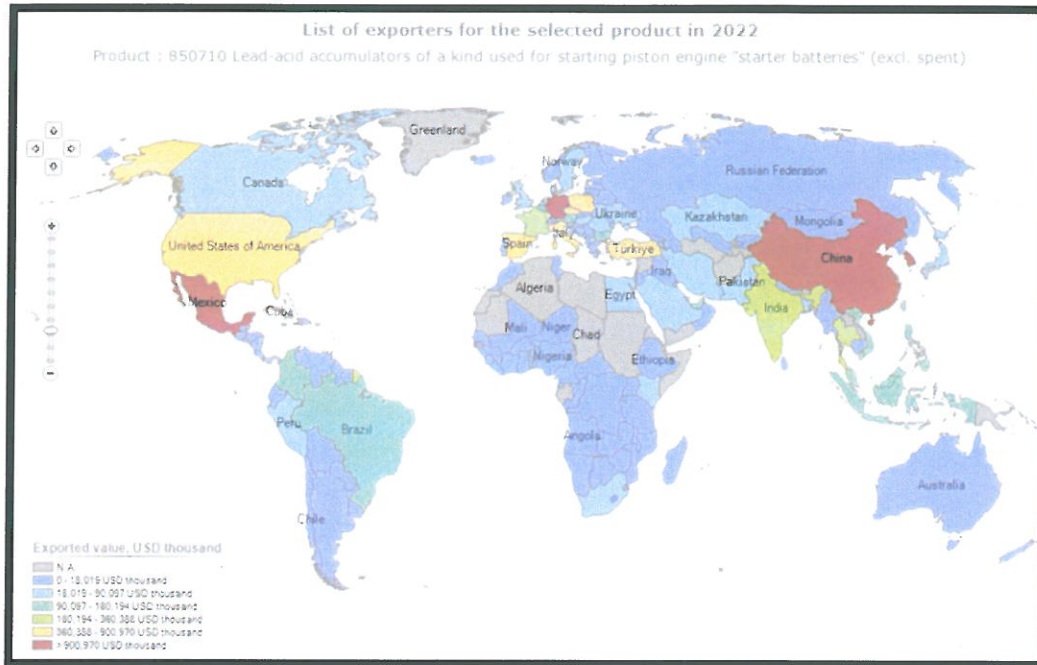 List of exporters for the selected product in 2022
Product : 850710 Lead-acid accumulators of a kind used for starting piston engine "starter batteries" (excl. spent)
Greenland
Norway
Russian Federation
Canada
Ukraine
Kazakhstan
Mongolia
United States of America
Spain
Türkiye
China
Iraq
Pakistan
Algeria
Egypt
Mexico
Cuba
India
Mali
Niger
Chad
Nigeria
Ethiopia
Peru
Brazil
Angola
Australia
Chile
Exported value, USD thousand
N A
0 - 18,019 USD thousand
18,019 - 90,097 USD thousand
90,097 - 180,194 USD thousand
180,194 - 360,388 USD thousand
360,388 - 900,970 USD thousand
> 900,970 USD thousand